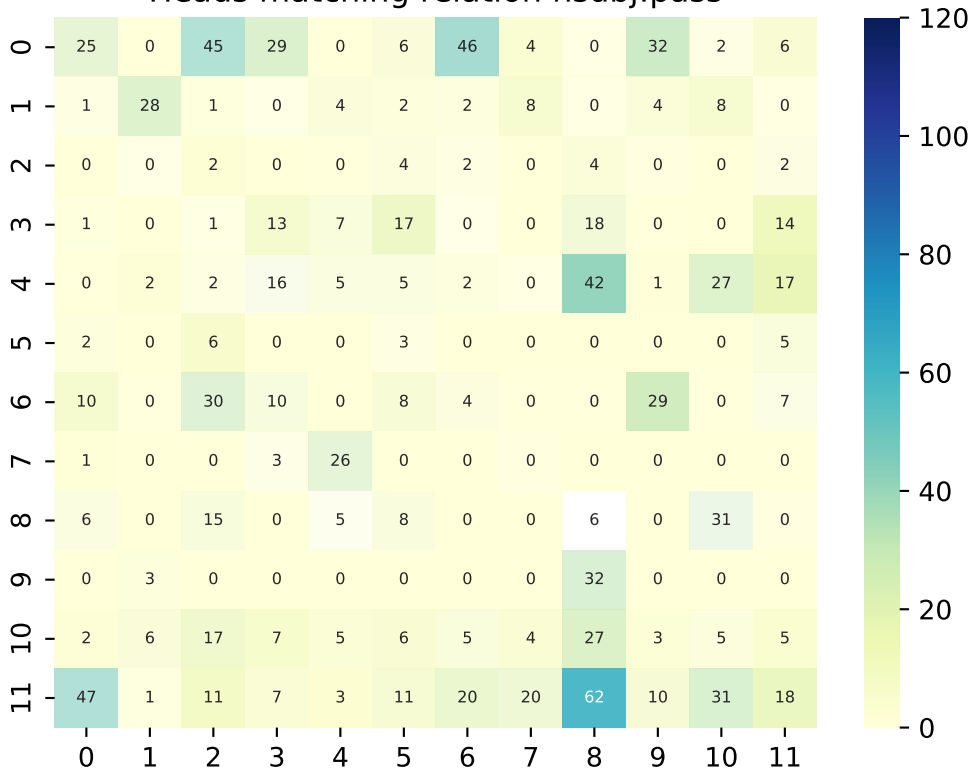 Heads matching relation nsubj:pass
0 25 0 45 29 0 6 46 4 0 32 2 6
1 1 28 1 0 4 2 2 8 0 4 8 0
2 0 0 2 0 0 4 2 0 4 0 0 2
3 1 0 1 13 7 17 0 0 18 0 0 14
4 0 2 2 16 5 5 2 0 42 1 27 17
5 2 0 6 0 0 3 0 0 0 0 0 5
6 10 0 30 10 0 8 4 0 0 29 0 7
7 1 0 0 3 26 0 0 0 0 0 0 0
8 6 0 15 0 5 8 0 0 6 0 31 0
9 0 3 0 0 0 0 0 0 32 0 0 0
10 2 6 17 7 5 6 5 4 27 3 5 5
11 47 1 11 7 3 11 20 20 62 10 31 18
0 1 2 3 4 5 6 7 8 9 10 11
120
100
80
60
40
20
0